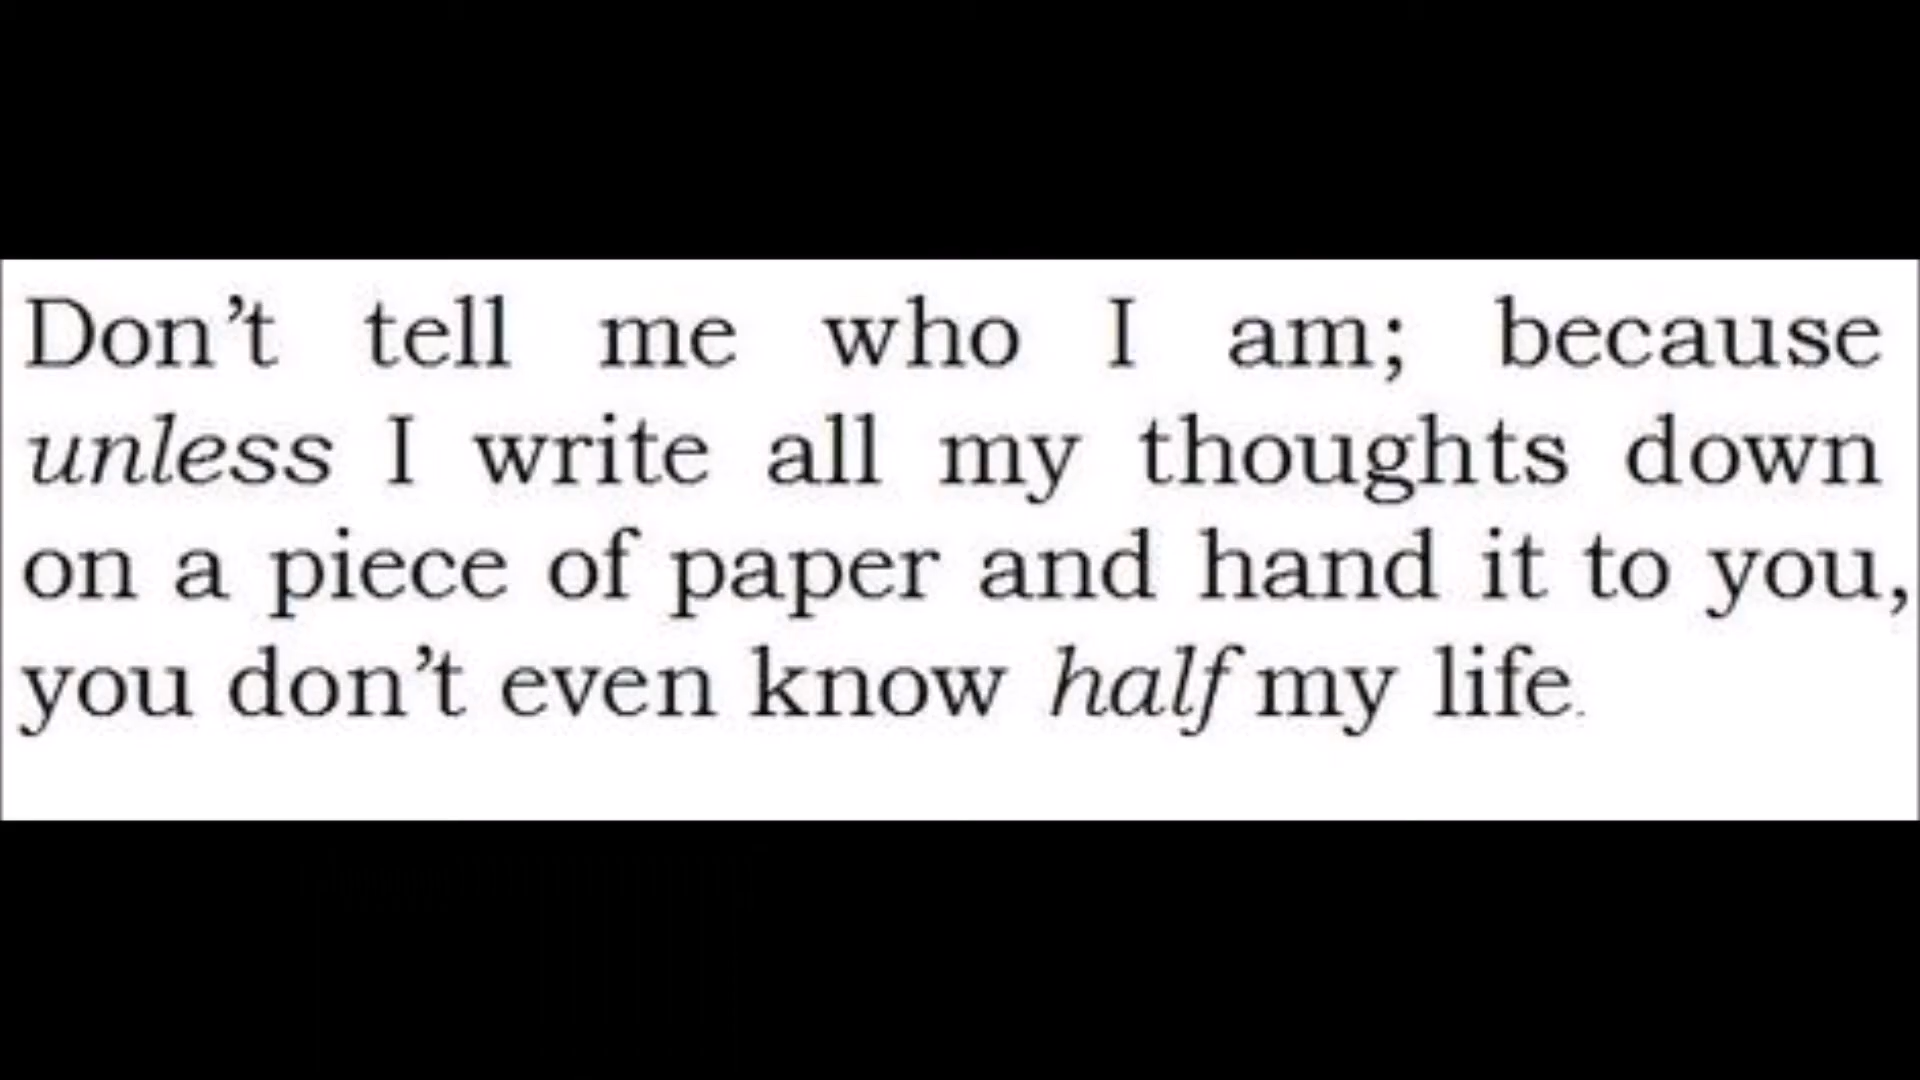 Don't tell me who I am; because
unless I write all my thoughts down
on a piece of paper and hand it to you,
you don't even know half my life.